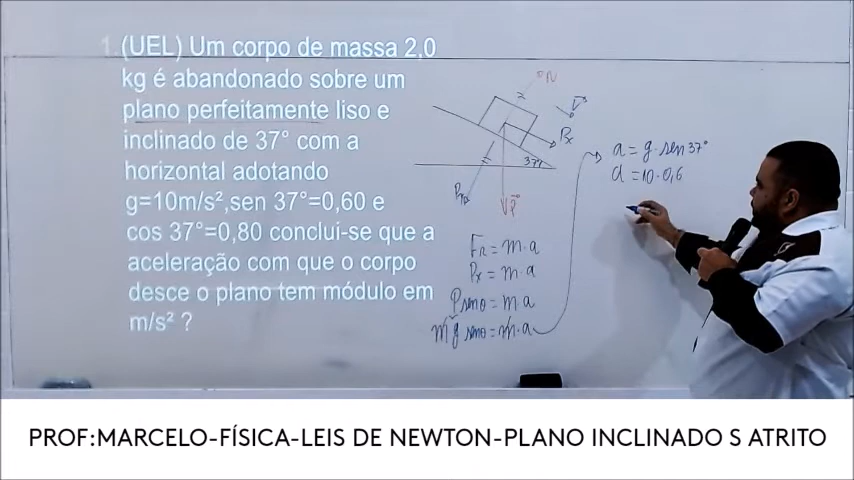 1.(UEL) Um corpo de massa 2,0
kg é abandonado sobre um
plano perfeitamente liso e
inclinado de 37° com a
horizontal adotando
g=10m/s²,sen 37°=0,60 e
cos 37°=0,80 conclui-se que a
aceleração com que o corpo
desce o plano tem módulo em
m/s² ?
N
V
Px
37°
P
FR = m·a
Px = m·a
P senθ = m a
m g senθ = m·a
a = g·sen 37°
a = 10·0,6
PROF:MARCELO-FÍSICA-LEIS DE NEWTON-PLANO INCLINADO S ATRITO